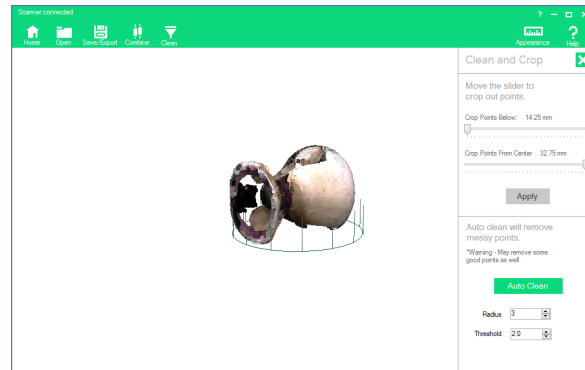 Scanner connected
?
Home Open Save/Export Combine Clean Appearance Help
Clean and Crop
Move the slider to
crop out points.
Crop Points Below: 14.25 mm
Crop Points From Center 32.75 mm
Apply
Auto clean will remove
messy points.
*Warning - May remove some
good points as well
Auto Clean
Radius 3
Threshold 2.0